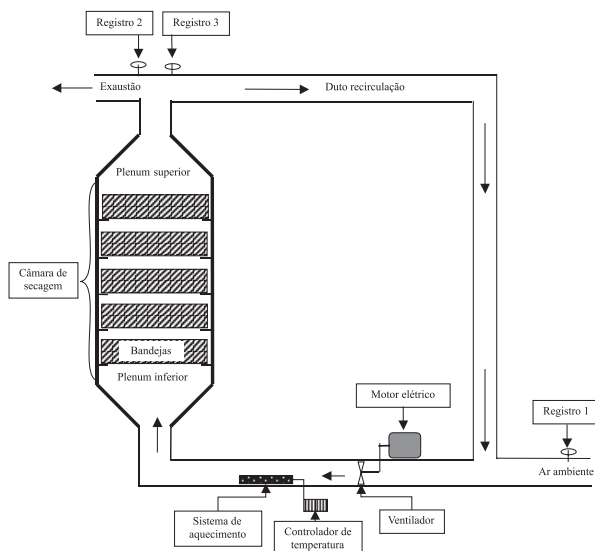 Registro 2
Registro 3
Exaustão
Duto recirculação
Plenum superior
Câmara de
secagem
Bandejas
Plenum inferior
Motor elétrico
Registro 1
Ar ambiente
Sistema de
aquecimento
Controlador de
temperatura
Ventilador